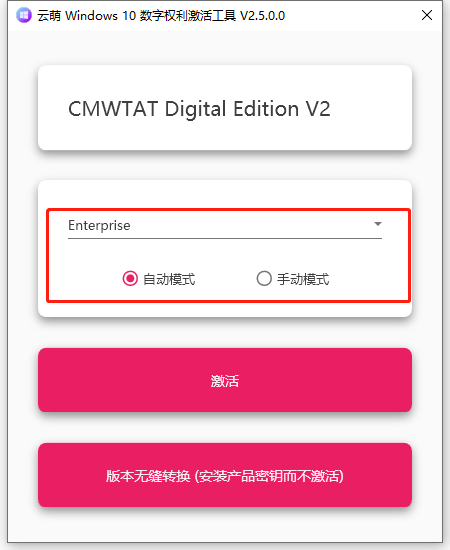 云萌 Windows 10 数字权利激活工具 V2.5.0.0
CMWTAT Digital Edition V2
Enterprise
自动模式 手动模式
激活
版本无缝转换 (安装产品密钥而不激活)